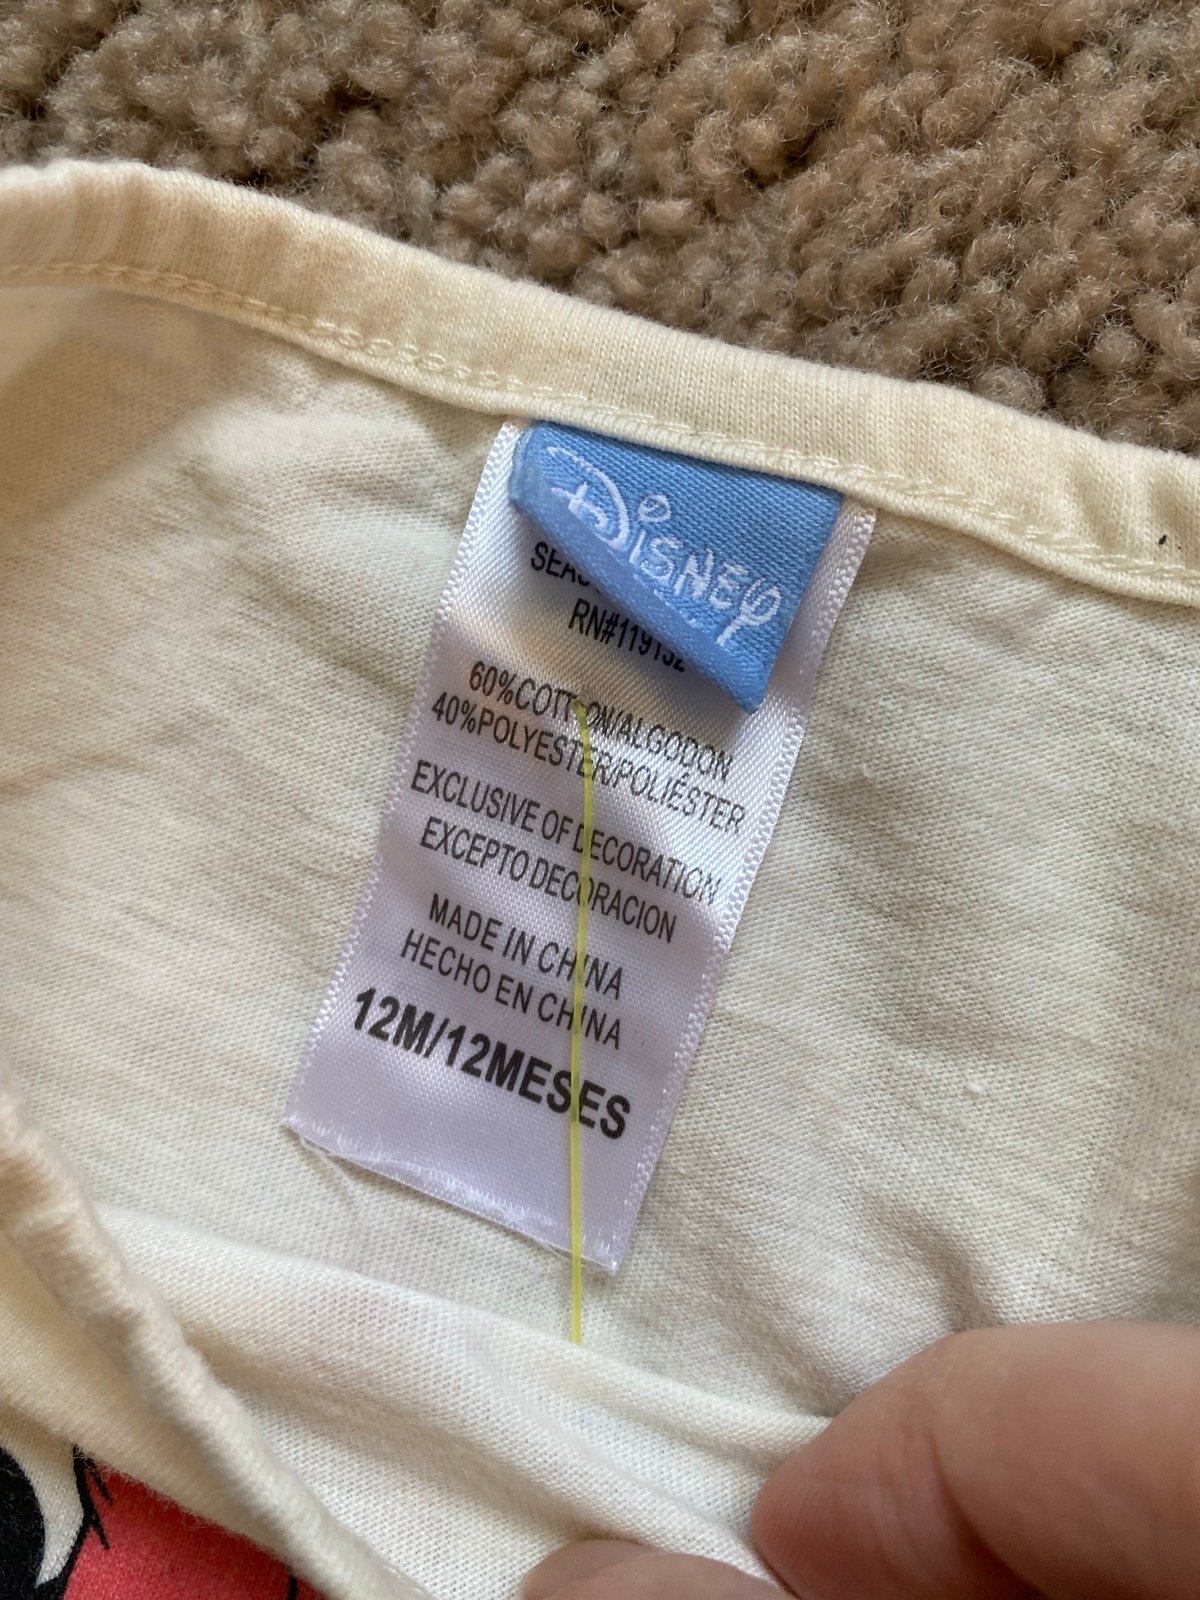 Disney
RN#119132
60%COTTON/ALGODON
40%POLYESTER/POLIÉSTER
EXCLUSIVE OF DECORATION
EXCEPTO DECORACION
MADE IN CHINA
HECHO EN CHINA
12M/12MESES